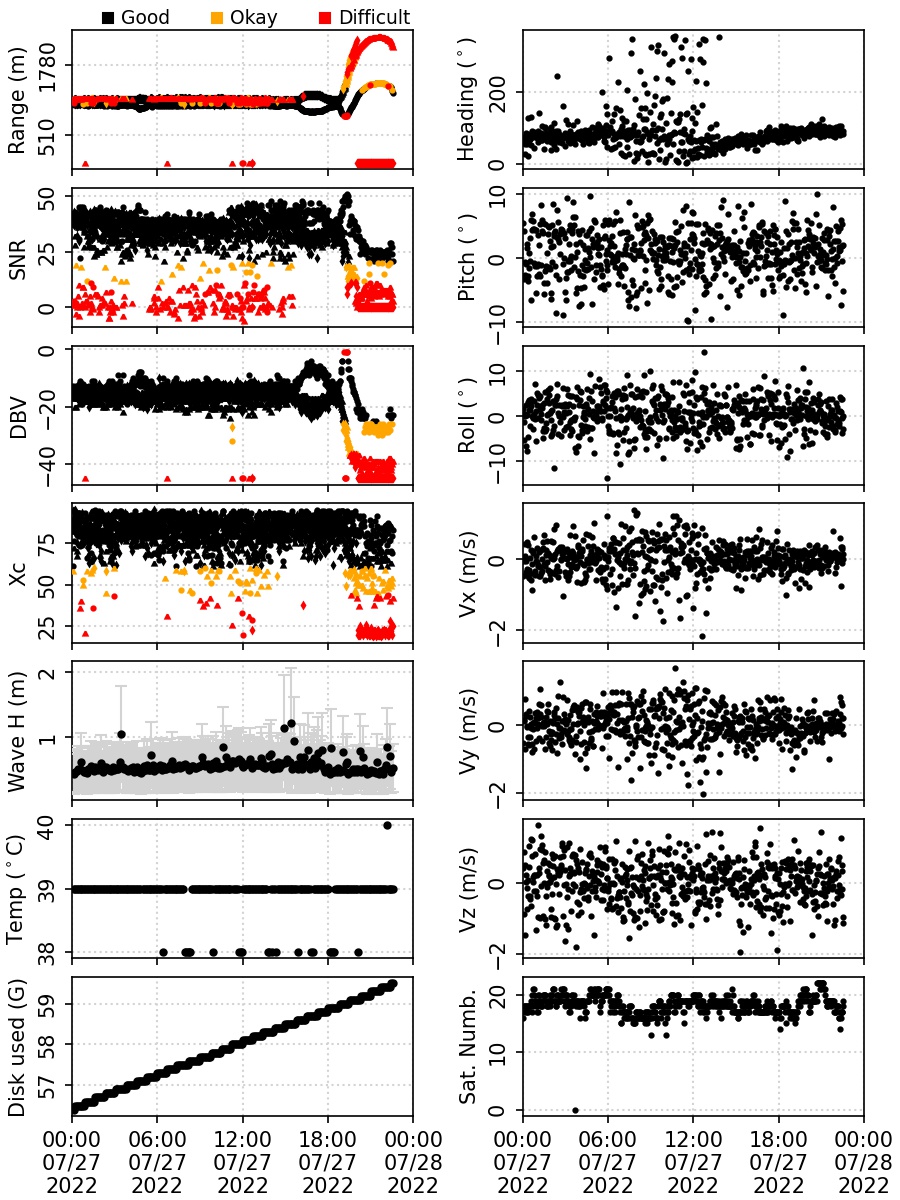 Good Okay Difficult
Range (m)
1780
510
Heading (°)
200
0
SNR
50
25
0
Pitch (°)
10
0
−10
DBV
0
−20
−40
Roll (°)
10
0
−10
Xc
75
50
25
Vx (m/s)
0
−2
Wave H (m)
2
1
Vy (m/s)
0
−2
Temp (°C)
40
39
38
Vz (m/s)
0
−2
Disk used (G)
59
58
57
Sat. Numb.
20
10
0
00:00 06:00 12:00 18:00 00:00
07/27 07/27 07/27 07/27 07/28
2022 2022 2022 2022 2022
00:00 06:00 12:00 18:00 00:00
07/27 07/27 07/27 07/27 07/28
2022 2022 2022 2022 2022